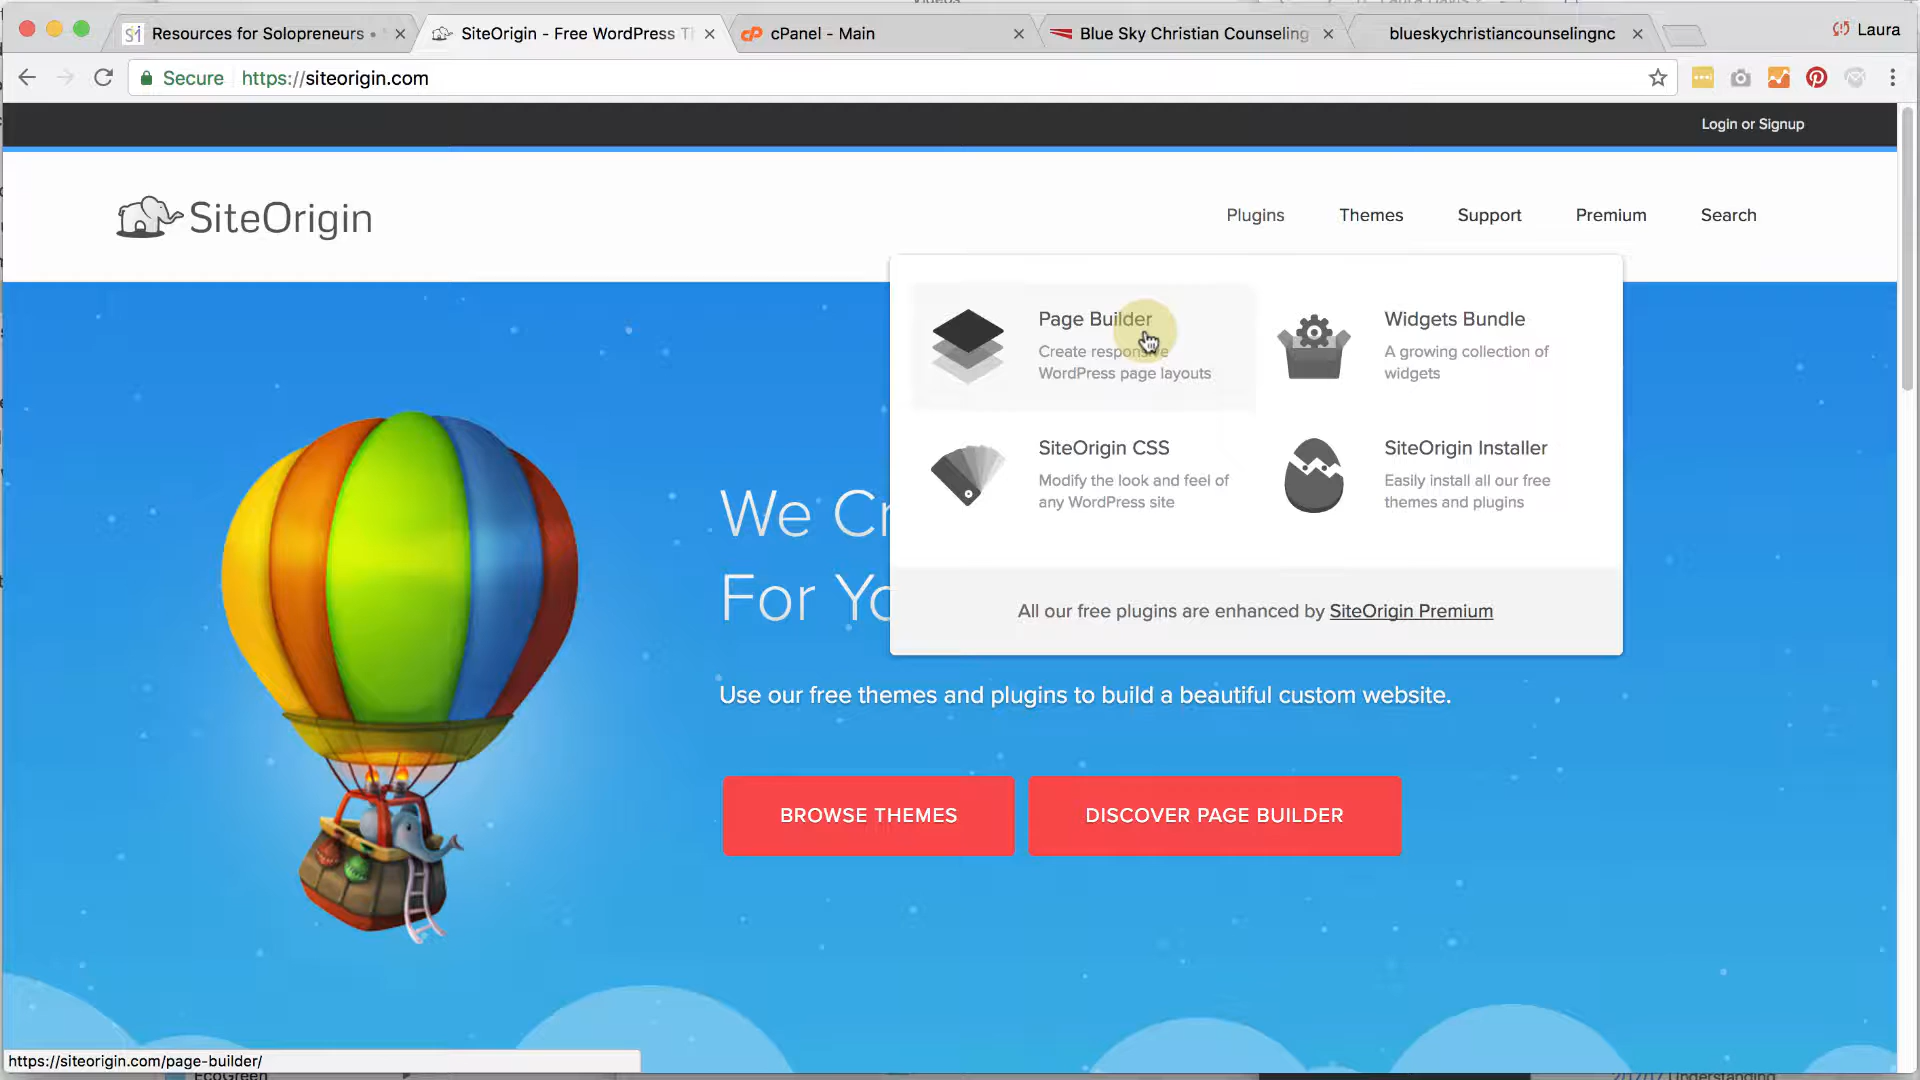 Resources for Solopreneurs •
SiteOrigin - Free WordPress T
cPanel - Main
Blue Sky Christian Counseling
blueskychristiancounselingnc
Laura
Secure
https://siteorigin.com
Login or Signup
SiteOrigin
Plugins
Themes
Support
Premium
Search
Page Builder
Create responsive
WordPress page layouts
Widgets Bundle
A growing collection of
widgets
SiteOrigin CSS
Modify the look and feel of
any WordPress site
SiteOrigin Installer
Easily install all our free
themes and plugins
All our free plugins are enhanced by SiteOrigin Premium
We Cr
For Yo
Use our free themes and plugins to build a beautiful custom website.
BROWSE THEMES
DISCOVER PAGE BUILDER
https://siteorigin.com/page-builder/
EcoGreen